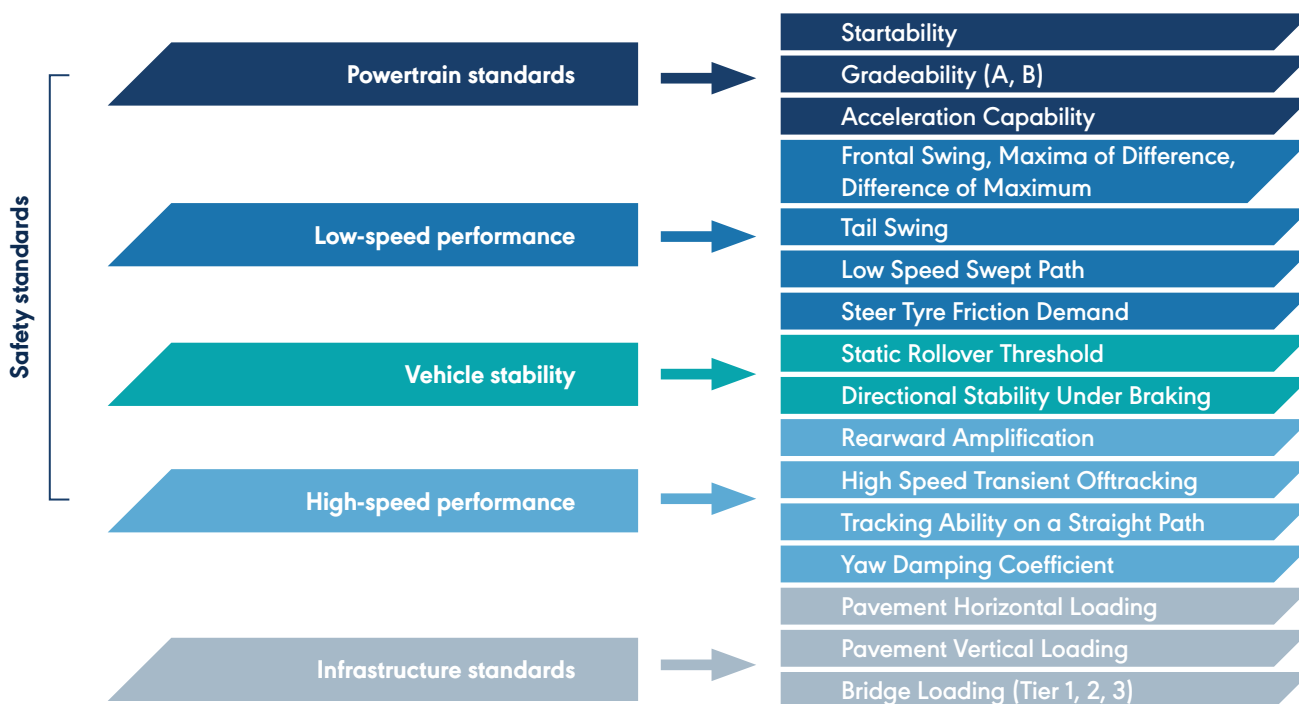 Safety standards
Powertrain standards
Startability
Gradeability (A, B)
Acceleration Capability
Low-speed performance
Frontal Swing, Maxima of Difference,
Difference of Maximum
Tail Swing
Low Speed Swept Path
Steer Tyre Friction Demand
Vehicle stability
Static Rollover Threshold
Directional Stability Under Braking
High-speed performance
Rearward Amplification
High Speed Transient Offtracking
Tracking Ability on a Straight Path
Yaw Damping Coefficient
Infrastructure standards
Pavement Horizontal Loading
Pavement Vertical Loading
Bridge Loading (Tier 1, 2, 3)